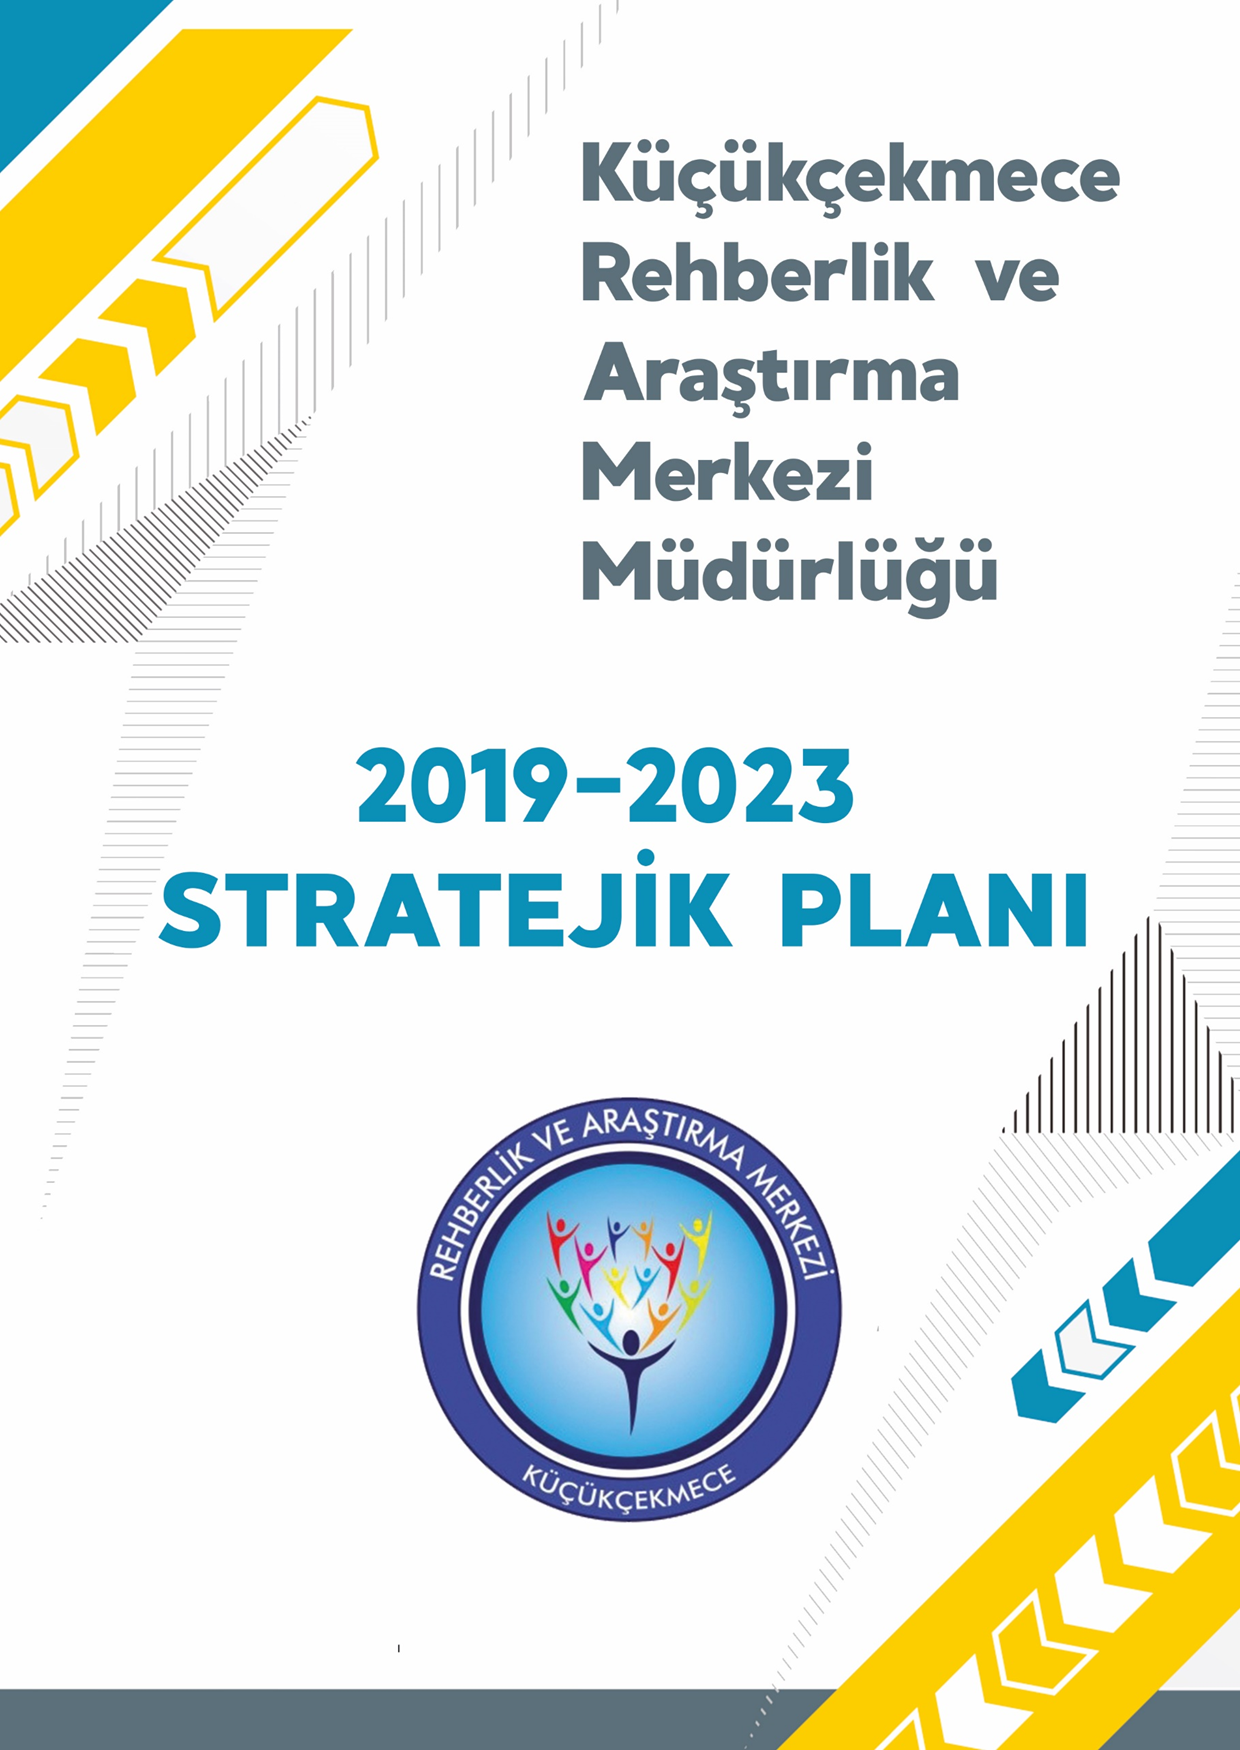 Küçükçekmece
Rehberlik ve
Araştırma
Merkezi
Müdürlüğü
2019-2023
STRATEJİK PLANI
REHBERLİK VE ARAŞTIRMA MERKEZİ
KÜÇÜKÇEKMECE